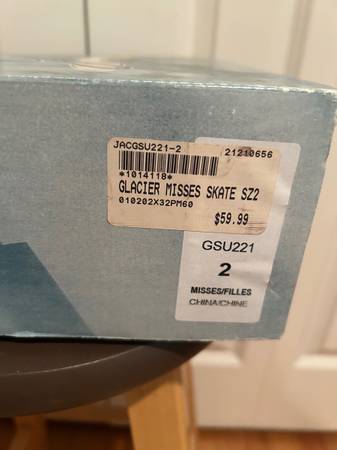 JACGSU221-2 21210656
*1014118*
GLACIER MISSES SKATE SZ2
010202X32PM60
$59.99
GSU221
2
MISSES/FILLES
CHINA/CHINE